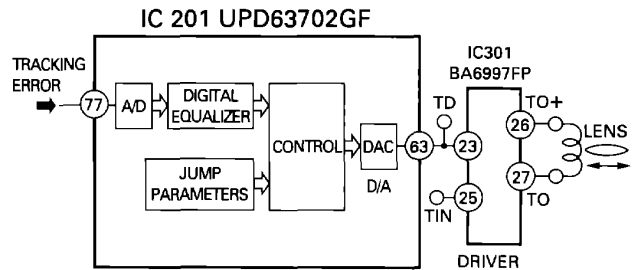 IC 201 UPD63702GF
TRACKING
ERROR
77
A/D
DIGITAL
EQUALIZER
JUMP
PARAMETERS
CONTROL
DAC
D/A
63
TD
TIN
IC301
BA6997FP
23
25
26
27
TO+
TO
LENS
DRIVER